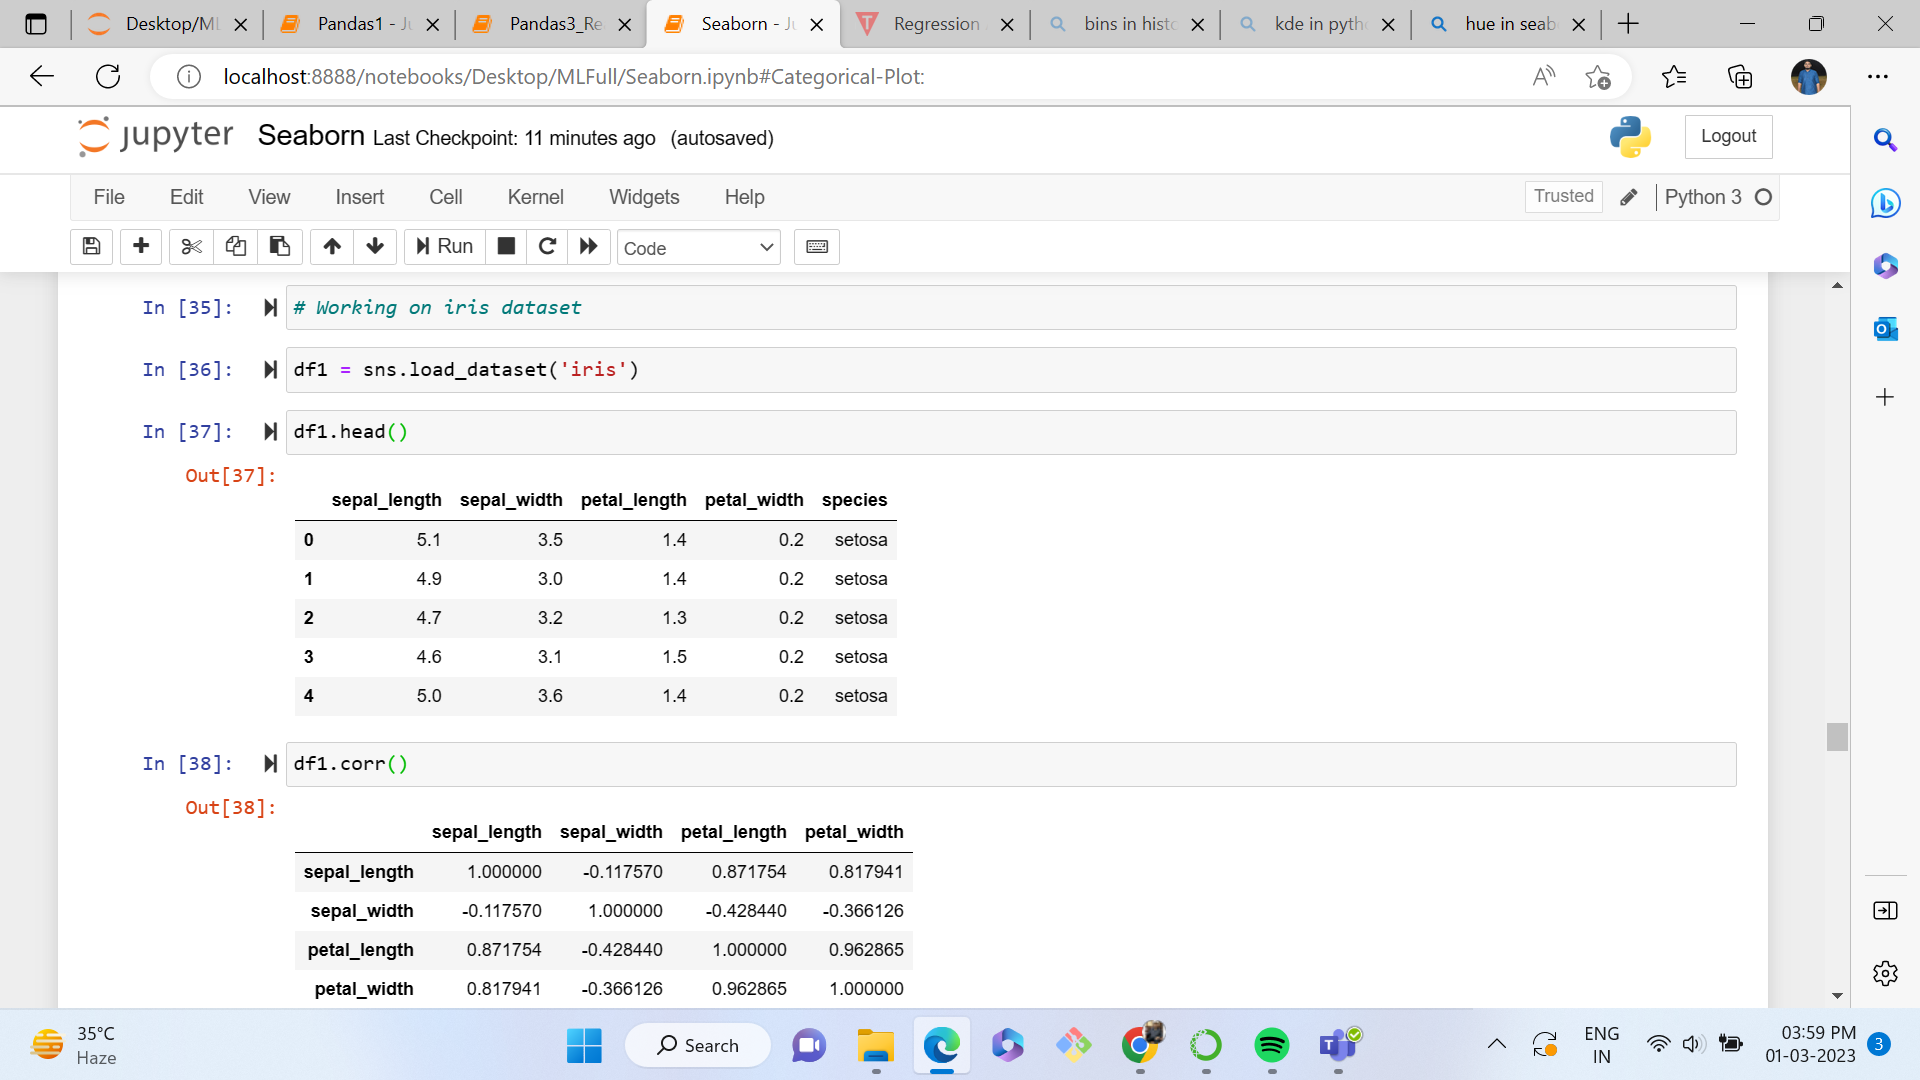 Desktop/ML
Pandas1 - Ju
Pandas3_Re
Seaborn - Ju
Regression
bins in histo
kde in pytho
hue in seab
localhost:8888/notebooks/Desktop/MLFull/Seaborn.ipynb#Categorical-Plot:
jupyter Seaborn Last Checkpoint: 11 minutes ago (autosaved)
Logout
File Edit View Insert Cell Kernel Widgets Help
Trusted Python 3
Run Code
In [35]: # Working on iris dataset
In [36]: df1 = sns.load_dataset('iris')
In [37]: df1.head()
Out[37]:
sepal_length sepal_width petal_length petal_width species
0 5.1 3.5 1.4 0.2 setosa
1 4.9 3.0 1.4 0.2 setosa
2 4.7 3.2 1.3 0.2 setosa
3 4.6 3.1 1.5 0.2 setosa
4 5.0 3.6 1.4 0.2 setosa
In [38]: df1.corr()
Out[38]:
sepal_length sepal_width petal_length petal_width
sepal_length 1.000000 -0.117570 0.871754 0.817941
sepal_width -0.117570 1.000000 -0.428440 -0.366126
petal_length 0.871754 -0.428440 1.000000 0.962865
petal_width 0.817941 -0.366126 0.962865 1.000000
35°C
Haze
Search
ENG
IN
03:59 PM
01-03-2023
3